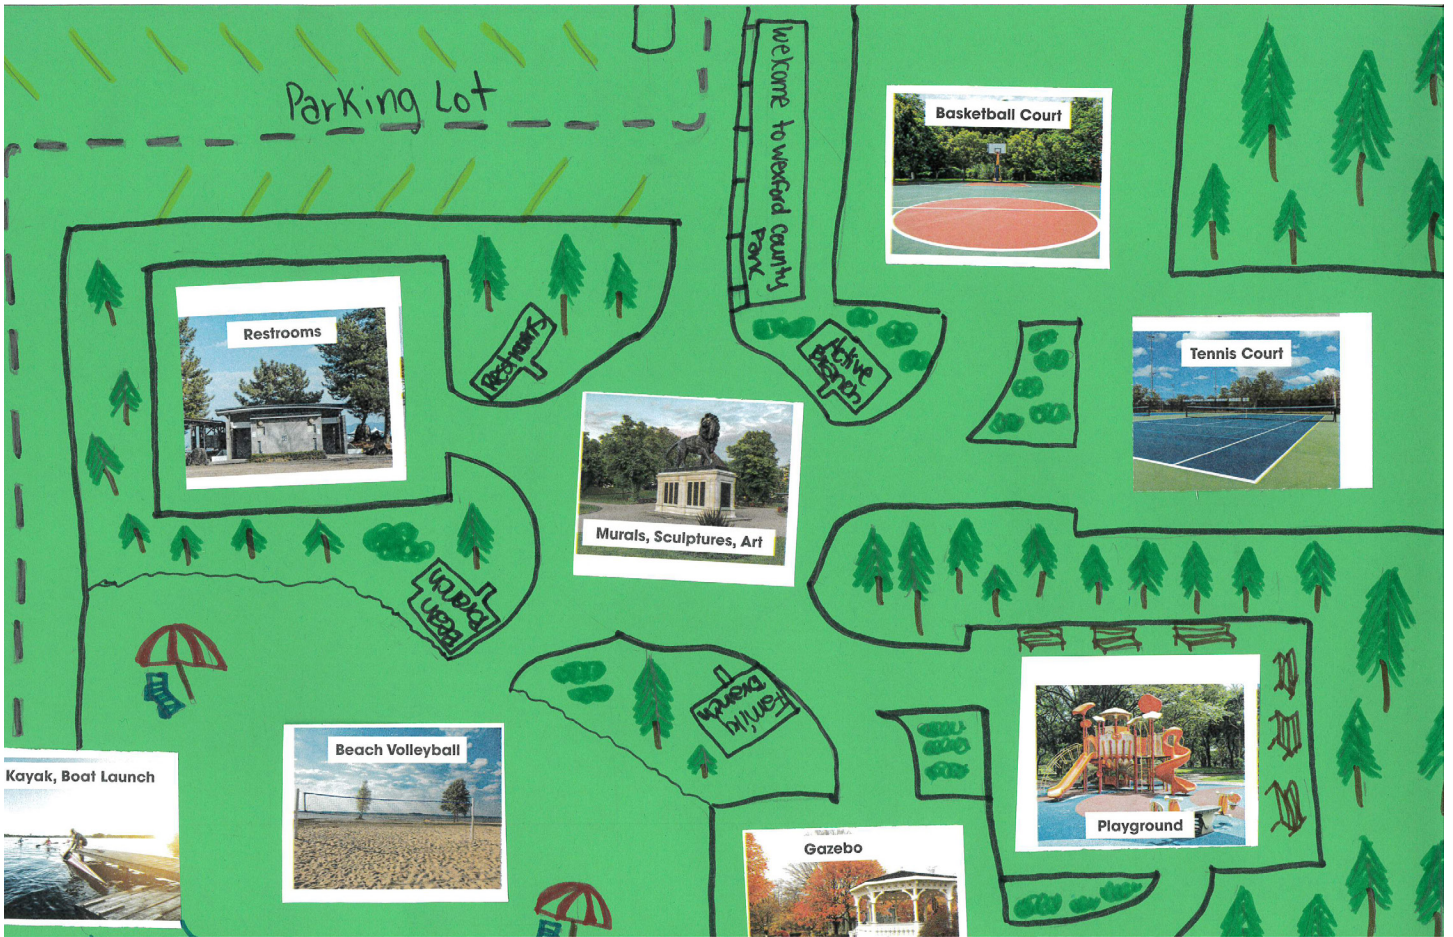 Parking Lot
Welcome to Wexford County
Park
Basketball Court
Restrooms
Restrooms
Active
Branch
Tennis Court
Murals, Sculptures, Art
Beah
Branch
Family
Branch
Beach Volleyball
Kayak, Boat Launch
Playground
Gazebo